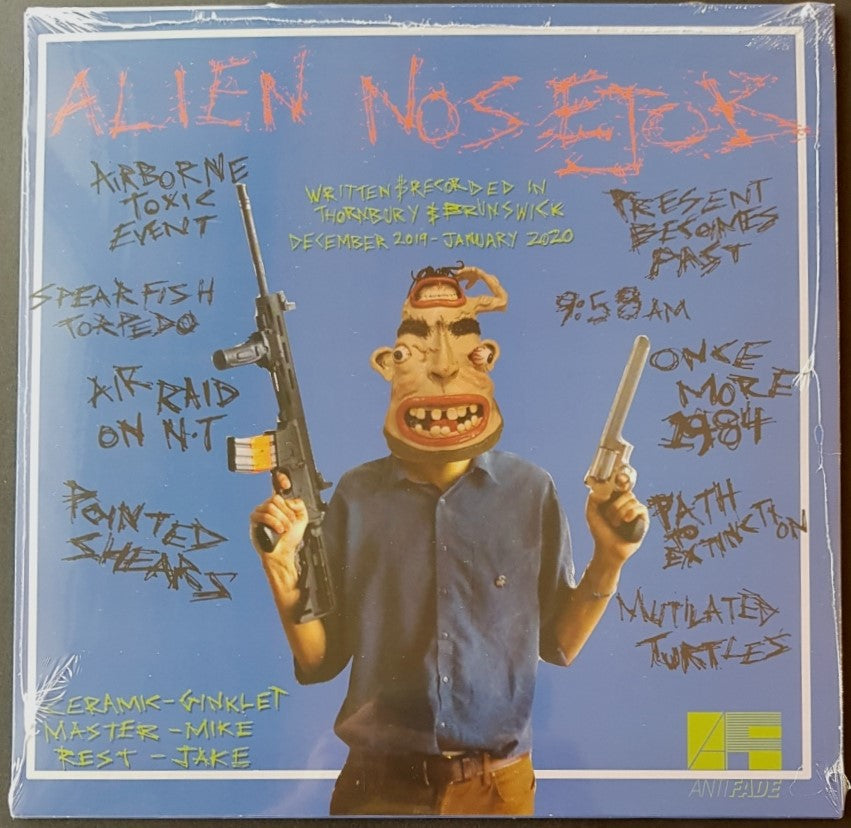 ALIEN NOSEJOK
AIRBORNE
TOXIC
EVENT
SPEARFISH
TORPEDO
AIR RAID
ON N.T
POINTED
SHEARS
WRITTEN & RECORDED IN
THORNBURY & BRUNSWICK
DECEMBER 2019 - JANUARY 2020
PRESENT
BECOMES
PAST
9:58 AM
ONCE
MORE
1984
PATH
TO
EXTINCTION
MUTILATED
TURTLES
CERAMIC - GINKLET
MASTER - MIKE
REST - JAKE
AF
ANTIFADE